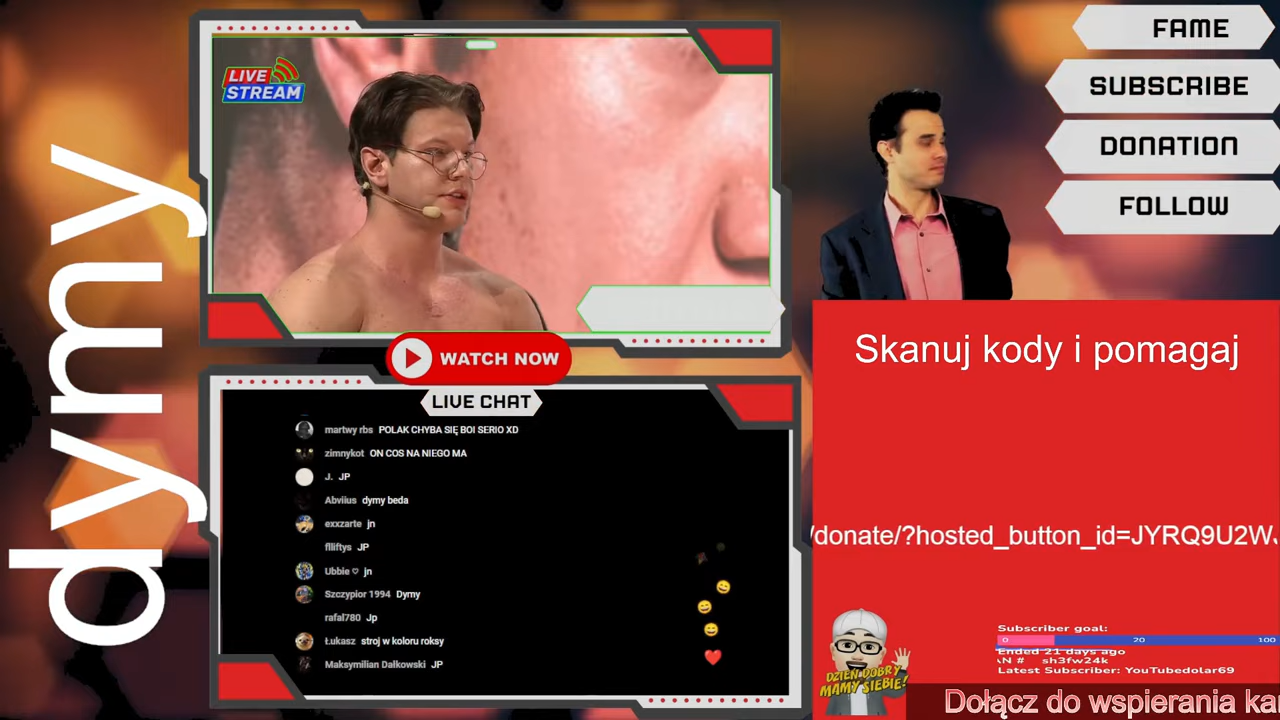 dymy
LIVE
STREAM
WATCH NOW
LIVE CHAT
martwy rbs POLAK CHYBA SIĘ BOI SERIO XD
zimnykot ON COS NA NIEGO MA
J. JP
Abviius dymy beda
exxzarte jn
flliftys JP
Ubbie ♡ jn
Szczypior 1994 Dymy
rafal780 Jp
Łukasz stroj w koloru roksy
Maksymilian Dałkowski JP
FAME
SUBSCRIBE
DONATION
FOLLOW
Skanuj kody i pomagaj
/donate/?hosted_button_id=JYRQ9U2W
DZIEŃ DOBRY
MAMY SIEBIE!
Subscriber goal:
0 20 100
Ended 21 days ago
AN # sh3fw24k
Latest Subscriber: YouTubedolar69
Dołącz do wspierania ka